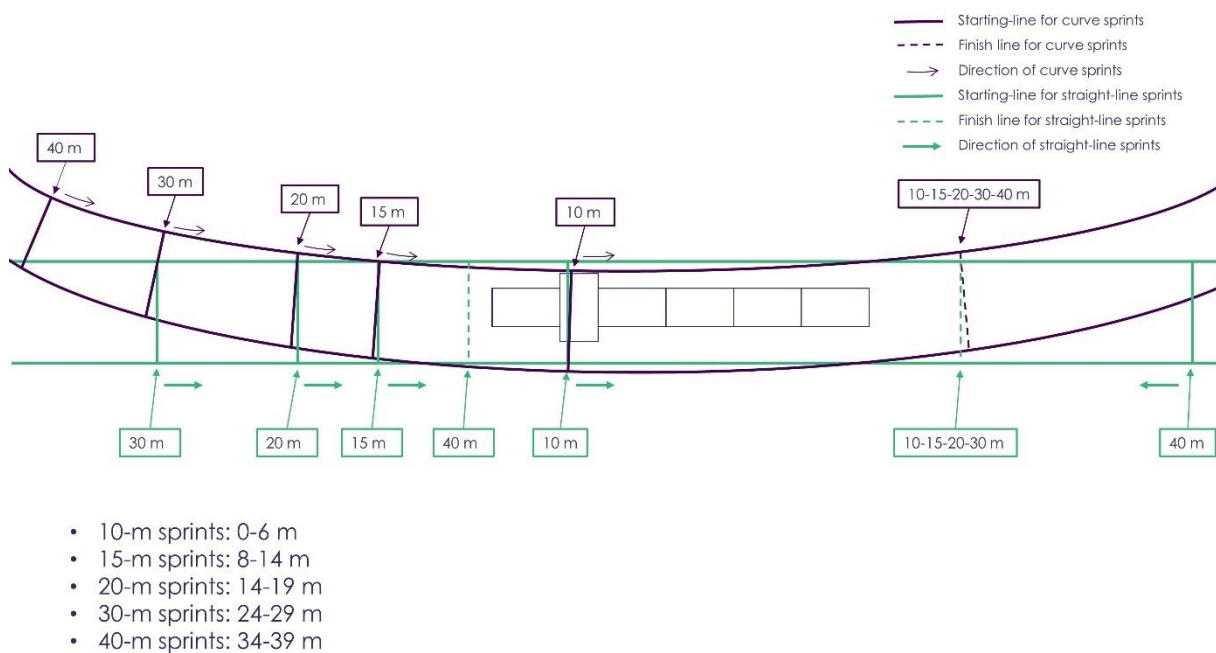 Starting-line for curve sprints
Finish line for curve sprints
Direction of curve sprints
Starting-line for straight-line sprints
Finish line for straight-line sprints
Direction of straight-line sprints
40 m
30 m
20 m
15 m
10 m
10-15-20-30-40 m
30 m
20 m
15 m
40 m
10 m
10-15-20-30 m
40 m
• 10-m sprints: 0-6 m
• 15-m sprints: 8-14 m
• 20-m sprints: 14-19 m
• 30-m sprints: 24-29 m
• 40-m sprints: 34-39 m